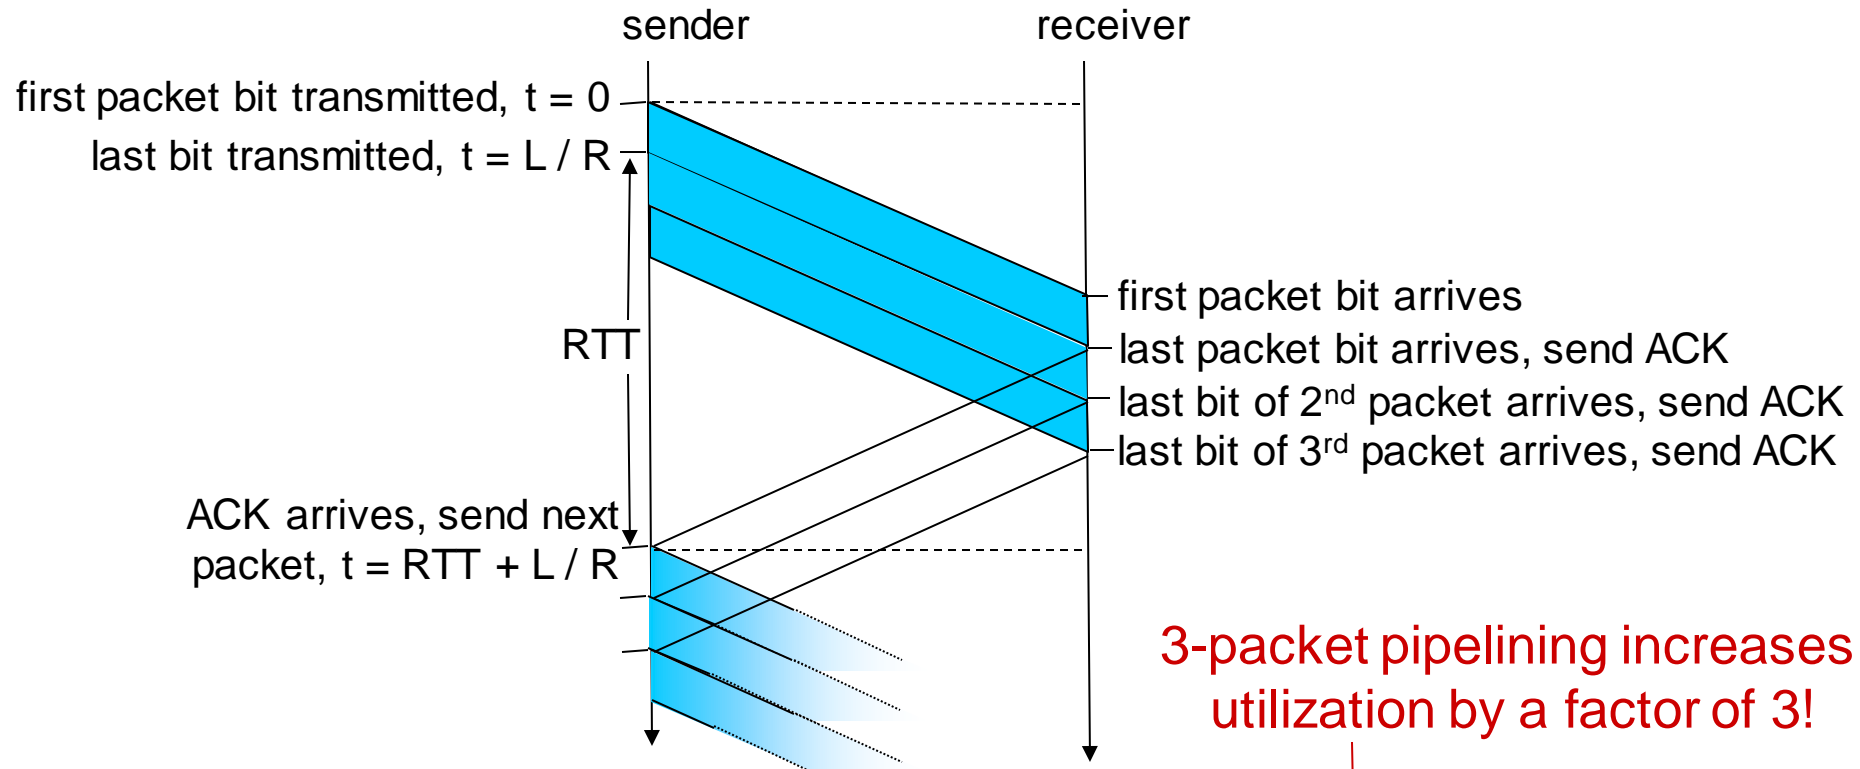 sender
receiver
first packet bit transmitted, t = 0
last bit transmitted, t = L / R
RTT
first packet bit arrives
last packet bit arrives, send ACK
last bit of 2nd packet arrives, send ACK
last bit of 3rd packet arrives, send ACK
ACK arrives, send next
packet, t = RTT + L / R
3-packet pipelining increases
utilization by a factor of 3!